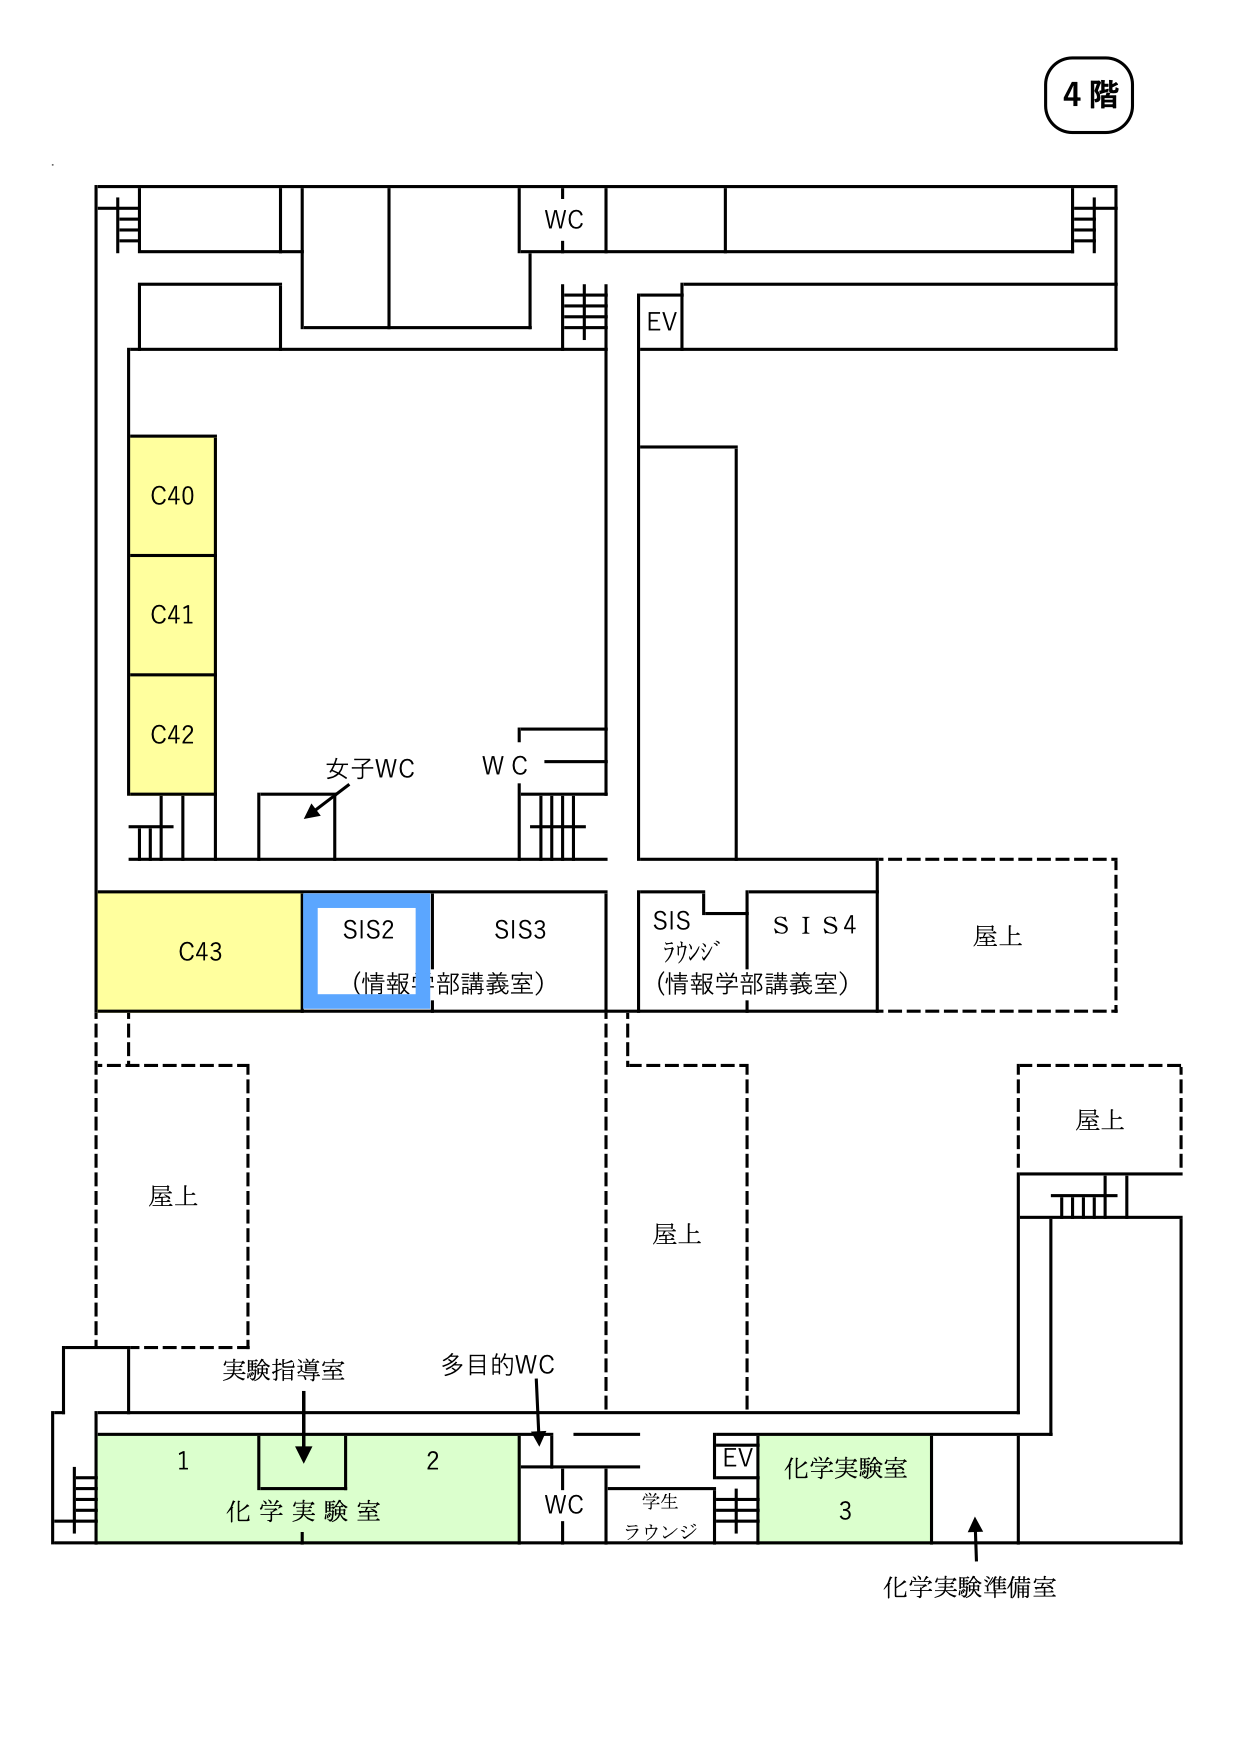 4 階
WC
EV
C40
C41
C42
女子WC
W C
C43
SIS2
SIS3
(情報学部講義室)
SIS
ﾗｳﾝｼﾞ
ＳＩＳ4
(情報学部講義室)
屋上
屋上
屋上
屋上
実験指導室
多目的WC
1
2
化 学 実 験 室
WC
学生
ラウンジ
EV
化学実験室
3
化学実験準備室